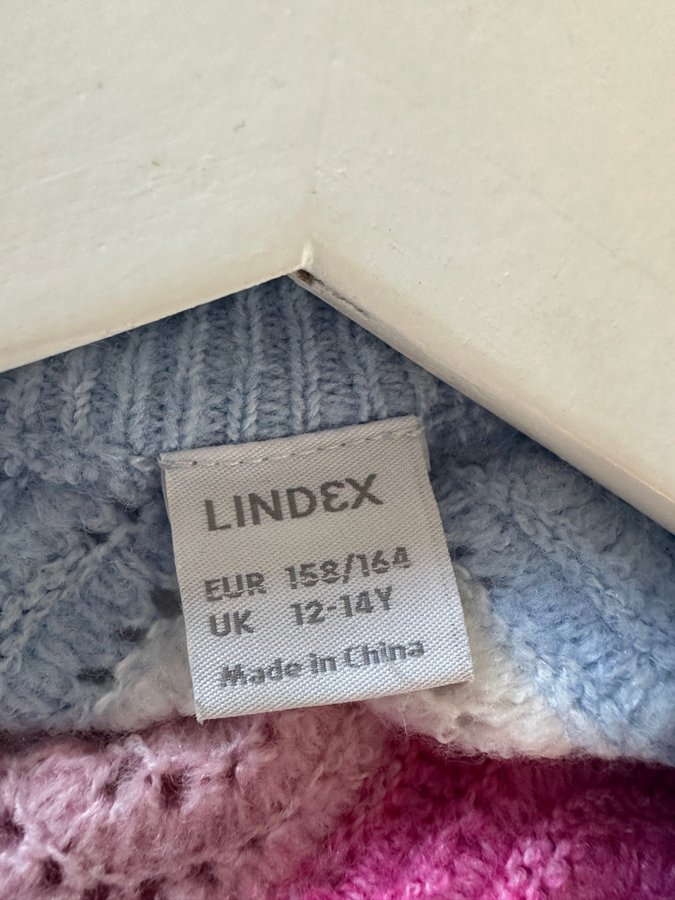 LINDEX
EUR 158/164
UK 12-14Y
Made in China